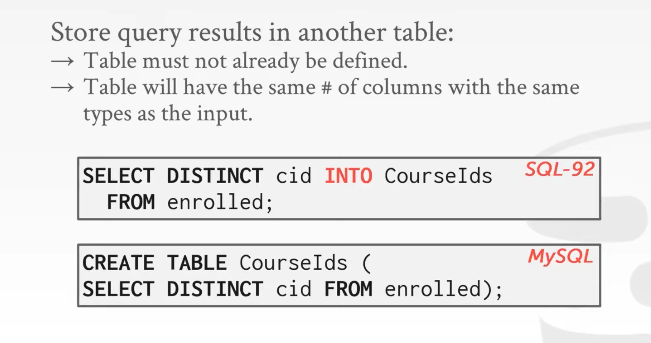 Store query results in another table:
→ Table must not already be defined.
→ Table will have the same # of columns with the same
types as the input.
SELECT DISTINCT cid INTO CourseIds SQL-92
FROM enrolled;
CREATE TABLE CourseIds ( MySQL
SELECT DISTINCT cid FROM enrolled);